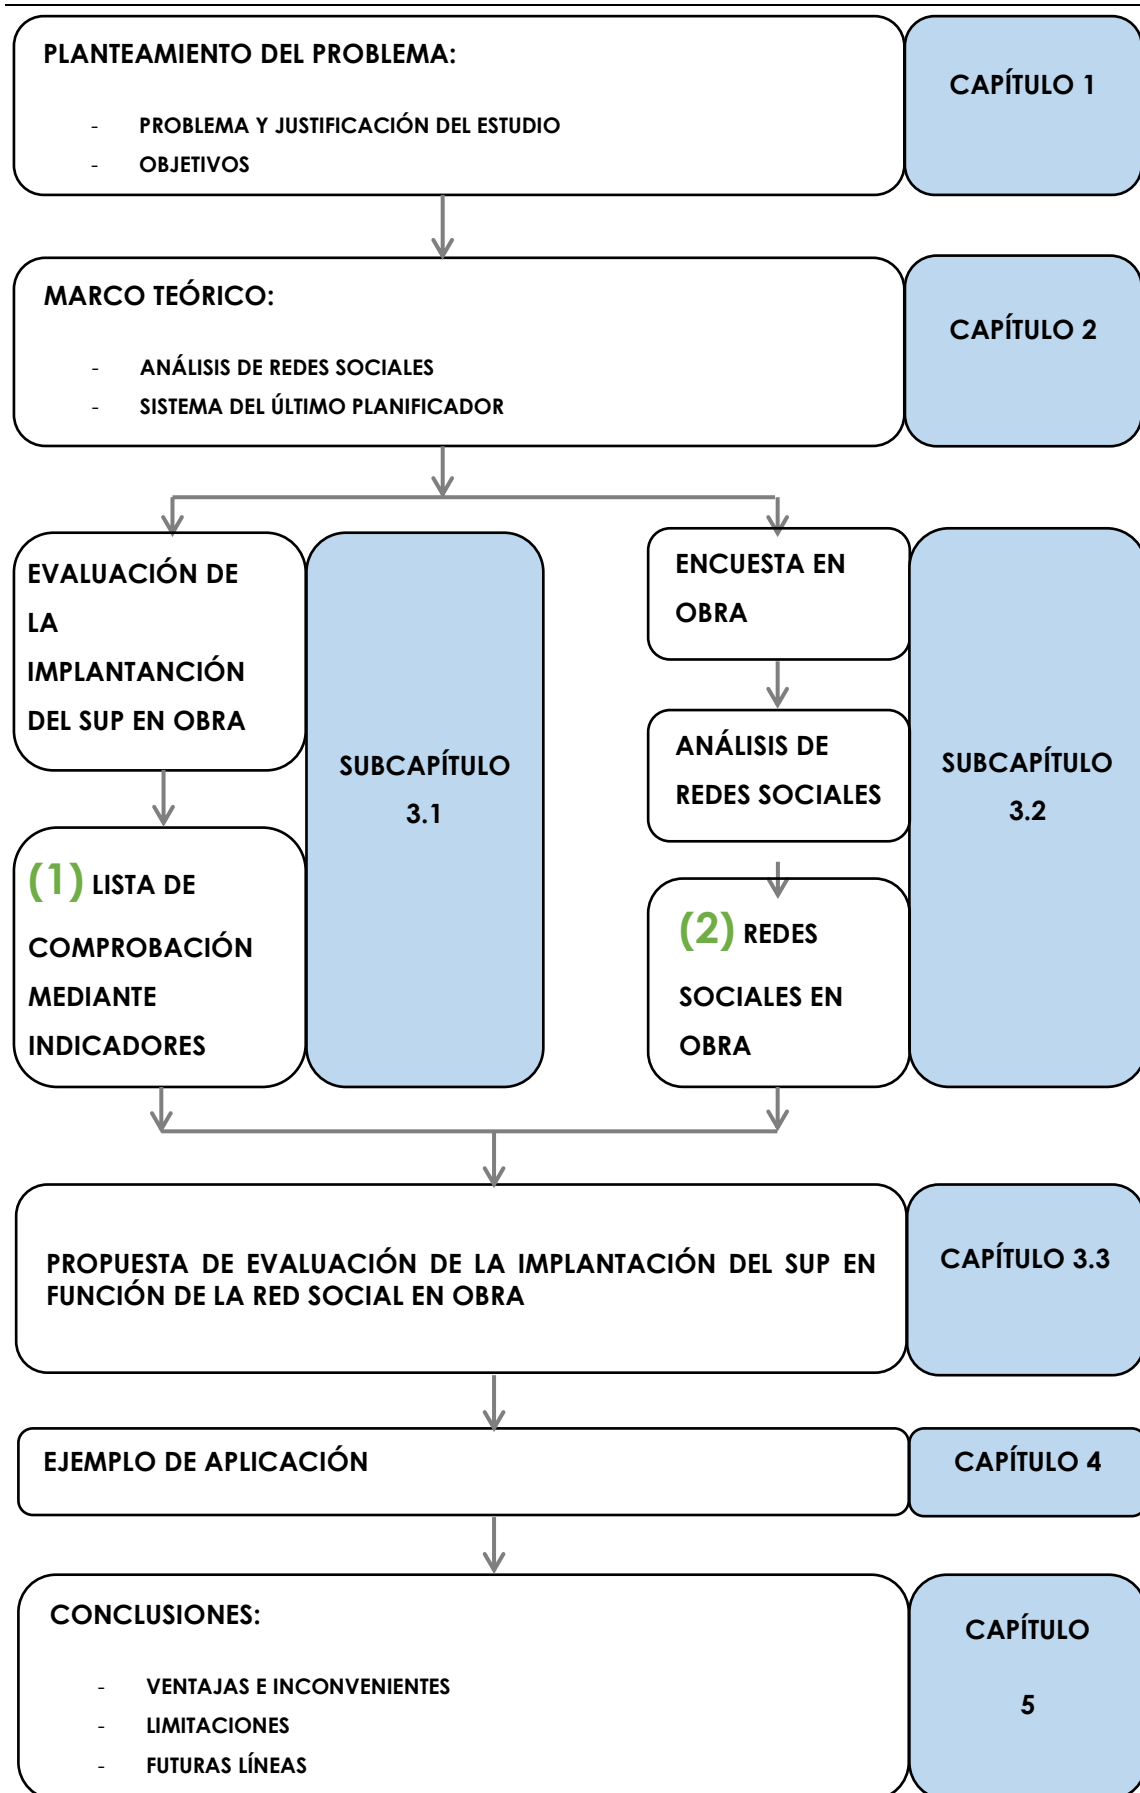 PLANTEAMIENTO DEL PROBLEMA:
- PROBLEMA Y JUSTIFICACIÓN DEL ESTUDIO
- OBJETIVOS
CAPÍTULO 1
MARCO TEÓRICO:
- ANÁLISIS DE REDES SOCIALES
- SISTEMA DEL ÚLTIMO PLANIFICADOR
CAPÍTULO 2
EVALUACIÓN DE
LA
IMPLANTANCIÓN
DEL SUP EN OBRA
(1) LISTA DE
COMPROBACIÓN
MEDIANTE
INDICADORES
SUBCAPÍTULO
3.1
ENCUESTA EN
OBRA
ANÁLISIS DE
REDES SOCIALES
(2) REDES
SOCIALES EN
OBRA
SUBCAPÍTULO
3.2
PROPUESTA DE EVALUACIÓN DE LA IMPLANTACIÓN DEL SUP EN
FUNCIÓN DE LA RED SOCIAL EN OBRA
CAPÍTULO 3.3
EJEMPLO DE APLICACIÓN
CAPÍTULO 4
CONCLUSIONES:
- VENTAJAS E INCONVENIENTES
- LIMITACIONES
- FUTURAS LÍNEAS
CAPÍTULO
5